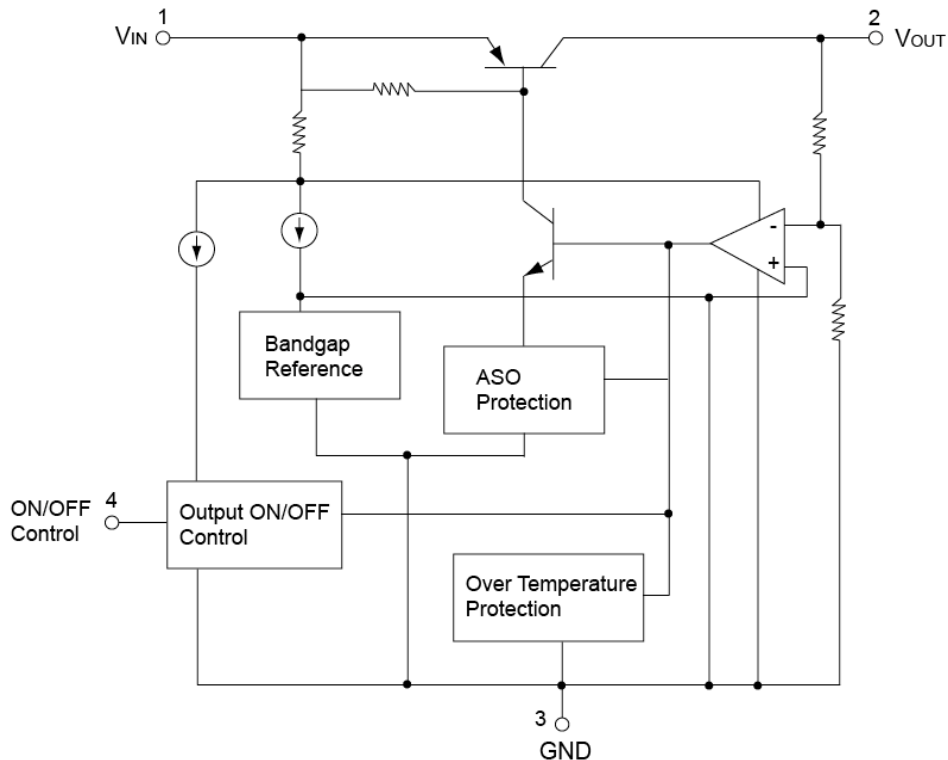 1
VIN
2
VOUT
-
+
Bandgap
Reference
ASO
Protection
ON/OFF
Control
4
Output ON/OFF
Control
Over Temperature
Protection
3
GND